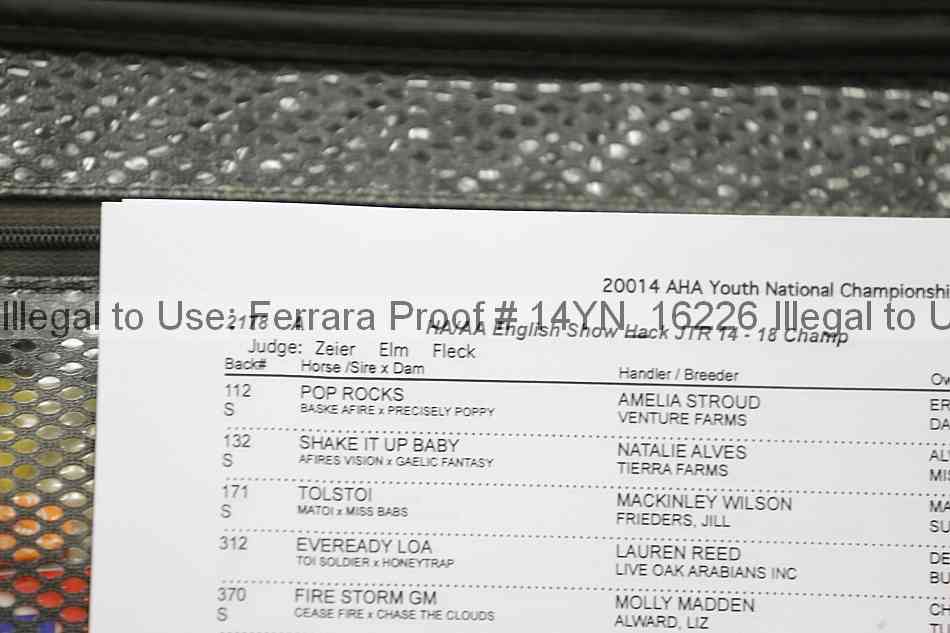 20014 AHA Youth National
Illegal to Use: Ferrara Proof # 14YN_16226 Illegal to U
2118 A HA/AA English Show Hack JTR 14 - 18 Champ
Judge: Zeier Elm Fleck
Back# Horse /Sire x Dam Handler / Breeder
112 POP ROCKS AMELIA STROUD
S BASKE AFIRE x PRECISELY POPPY VENTURE FARMS
132 SHAKE IT UP BABY NATALIE ALVES
S AFIRES VISION x GAELIC FANTASY TIERRA FARMS
171 TOLSTOI MACKINLEY WILSON
S MATOI x MISS BABS FRIEDERS, JILL
312 EVEREADY LOA LAUREN REED
TOI SOLDIER x HONEYTRAP LIVE OAK ARABIANS INC
370 FIRE STORM GM MOLLY MADDEN
S CEASE FIRE x CHASE THE CLOUDS ALWARD, LIZ